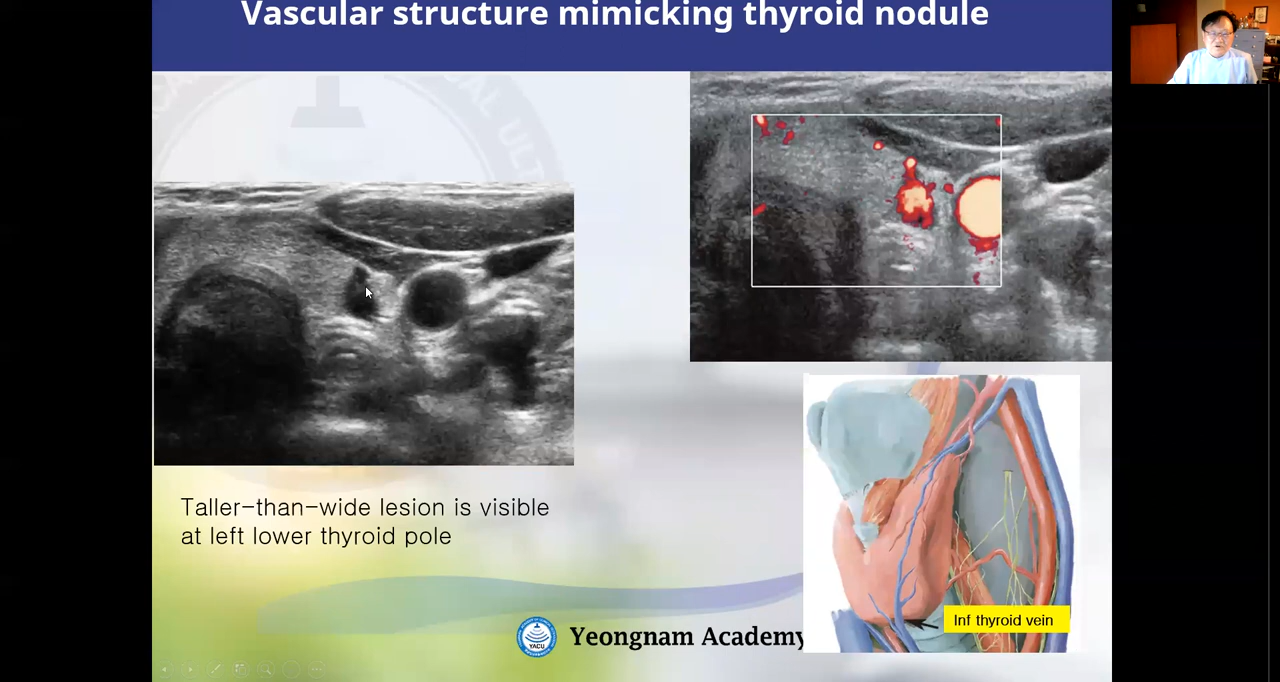 Vascular structure mimicking thyroid nodule
Taller-than-wide lesion is visible
at left lower thyroid pole
Inf thyroid vein
YACU
Yeongnam Academy